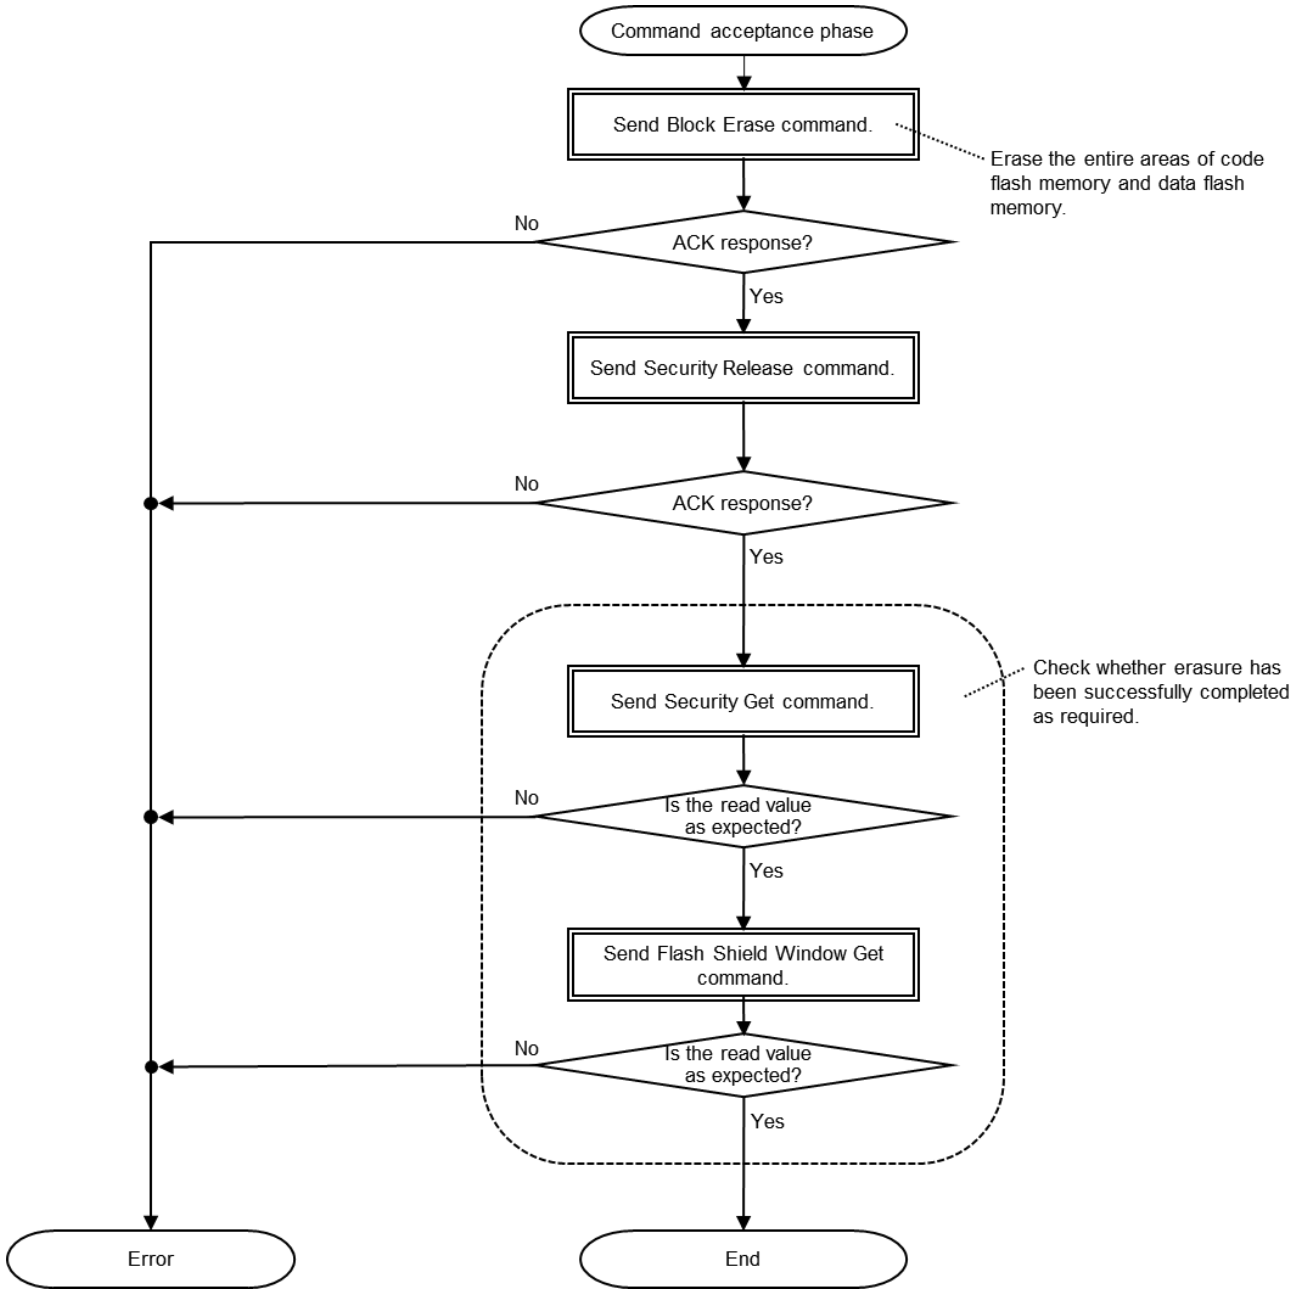 Command acceptance phase
Send Block Erase command.
Erase the entire areas of code
flash memory and data flash
memory.
No
ACK response?
Yes
Send Security Release command.
No
ACK response?
Yes
Check whether erasure has
been successfully completed
as required.
Send Security Get command.
No
Is the read value
as expected?
Yes
Send Flash Shield Window Get
command.
No
Is the read value
as expected?
Yes
Error
End